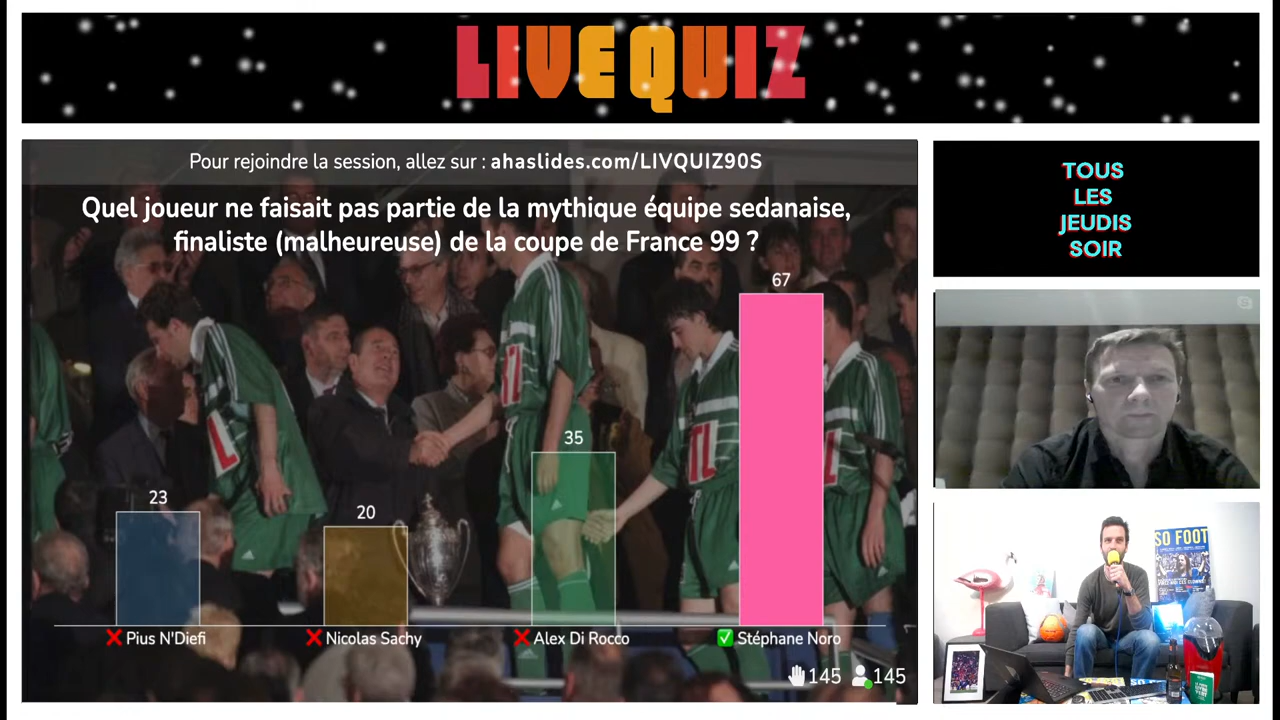 LIVE QUIZ
Pour rejoindre la session, allez sur : ahaslides.com/LIVQUIZ90S
Quel joueur ne faisait pas partie de la mythique équipe sedanaise,
finaliste (malheureuse) de la coupe de France 99 ?
67
35
23
20
Pius N'Diefi
Nicolas Sachy
Alex Di Rocco
Stéphane Noro
145 145
TOUS
LES
JEUDIS
SOIR
SO FOOT